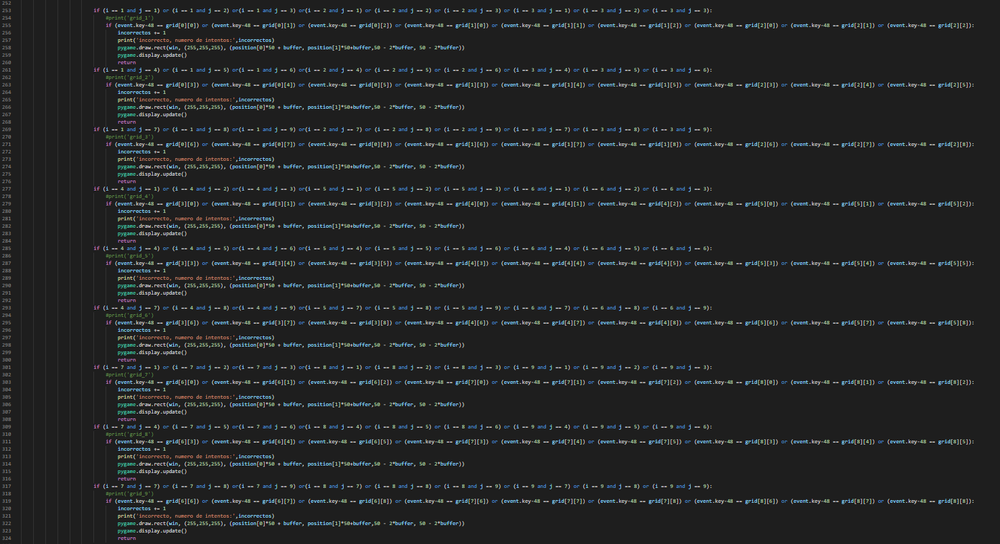 252
253 if (i == 1 and j == 1) or (i == 1 and j == 2) or(i == 1 and j == 3) or(i == 2 and j == 1) or (i == 2 and j == 2) or (i == 2 and j == 3) or (i == 3 and j == 1) or (i == 3 and j == 2) or (i == 3 and j == 3):
254 #print('grid_1')
255 if (event.key-48 == grid[0][0]) or (event.key-48 == grid[0][1]) or (event.key-48 == grid[0][2]) or (event.key-48 == grid[1][0]) or (event.key-48 == grid[1][1]) or (event.key-48 == grid[1][2]) or (event.key-48 == grid[2][0]) or (event.key-48 == grid[2][1]) or (event.key-48 == grid[2][2]):
256 incorrectos += 1
257 print('incorrecto, numero de intentos:',incorrectos)
258 pygame.draw.rect(win, (255,255,255), (position[0]*50 + buffer, position[1]*50+buffer,50 - 2*buffer, 50 - 2*buffer))
259 pygame.display.update()
260 return
261 if (i == 1 and j == 4) or (i == 1 and j == 5) or(i == 1 and j == 6) or(i == 2 and j == 4) or (i == 2 and j == 5) or (i == 2 and j == 6) or (i == 3 and j == 4) or (i == 3 and j == 5) or (i == 3 and j == 6):
262 #print('grid_2')
263 if (event.key-48 == grid[0][3]) or (event.key-48 == grid[0][4]) or (event.key-48 == grid[0][5]) or (event.key-48 == grid[1][3]) or (event.key-48 == grid[1][4]) or (event.key-48 == grid[1][5]) or (event.key-48 == grid[2][3]) or (event.key-48 == grid[2][4]) or (event.key-48 == grid[2][5]):
264 incorrectos += 1
265 print('incorrecto, numero de intentos:',incorrectos)
266 pygame.draw.rect(win, (255,255,255), (position[0]*50 + buffer, position[1]*50+buffer,50 - 2*buffer, 50 - 2*buffer))
267 pygame.display.update()
268 return
269 if (i == 1 and j == 7) or (i == 1 and j == 8) or(i == 1 and j == 9) or(i == 2 and j == 7) or (i == 2 and j == 8) or (i == 2 and j == 9) or (i == 3 and j == 7) or (i == 3 and j == 8) or (i == 3 and j == 9):
270 #print('grid_3')
271 if (event.key-48 == grid[0][6]) or (event.key-48 == grid[0][7]) or (event.key-48 == grid[0][8]) or (event.key-48 == grid[1][6]) or (event.key-48 == grid[1][7]) or (event.key-48 == grid[1][8]) or (event.key-48 == grid[2][6]) or (event.key-48 == grid[2][7]) or (event.key-48 == grid[2][8]):
272 incorrectos += 1
273 print('incorrecto, numero de intentos:',incorrectos)
274 pygame.draw.rect(win, (255,255,255), (position[0]*50 + buffer, position[1]*50+buffer,50 - 2*buffer, 50 - 2*buffer))
275 pygame.display.update()
276 return
277 if (i == 4 and j == 1) or (i == 4 and j == 2) or(i == 4 and j == 3) or(i == 5 and j == 1) or (i == 5 and j == 2) or (i == 5 and j == 3) or (i == 6 and j == 1) or (i == 6 and j == 2) or (i == 6 and j == 3):
278 #print('grid_4')
279 if (event.key-48 == grid[3][0]) or (event.key-48 == grid[3][1]) or (event.key-48 == grid[3][2]) or (event.key-48 == grid[4][0]) or (event.key-48 == grid[4][1]) or (event.key-48 == grid[4][2]) or (event.key-48 == grid[5][0]) or (event.key-48 == grid[5][1]) or (event.key-48 == grid[5][2]):
280 incorrectos += 1
281 print('incorrecto, numero de intentos:',incorrectos)
282 pygame.draw.rect(win, (255,255,255), (position[0]*50 + buffer, position[1]*50+buffer,50 - 2*buffer, 50 - 2*buffer))
283 pygame.display.update()
284 return
285 if (i == 4 and j == 4) or (i == 4 and j == 5) or(i == 4 and j == 6) or(i == 5 and j == 4) or (i == 5 and j == 5) or (i == 5 and j == 6) or (i == 6 and j == 4) or (i == 6 and j == 5) or (i == 6 and j == 6):
286 #print('grid_5')
287 if (event.key-48 == grid[3][3]) or (event.key-48 == grid[3][4]) or (event.key-48 == grid[3][5]) or (event.key-48 == grid[4][3]) or (event.key-48 == grid[4][4]) or (event.key-48 == grid[4][5]) or (event.key-48 == grid[5][3]) or (event.key-48 == grid[5][4]) or (event.key-48 == grid[5][5]):
288 incorrectos += 1
289 print('incorrecto, numero de intentos:',incorrectos)
290 pygame.draw.rect(win, (255,255,255), (position[0]*50 + buffer, position[1]*50+buffer,50 - 2*buffer, 50 - 2*buffer))
291 pygame.display.update()
292 return
293 if (i == 4 and j == 7) or (i == 4 and j == 8) or(i == 4 and j == 9) or(i == 5 and j == 7) or (i == 5 and j == 8) or (i == 5 and j == 9) or (i == 6 and j == 7) or (i == 6 and j == 8) or (i == 6 and j == 9):
294 #print('grid_6')
295 if (event.key-48 == grid[3][6]) or (event.key-48 == grid[3][7]) or (event.key-48 == grid[3][8]) or (event.key-48 == grid[4][6]) or (event.key-48 == grid[4][7]) or (event.key-48 == grid[4][8]) or (event.key-48 == grid[5][6]) or (event.key-48 == grid[5][7]) or (event.key-48 == grid[5][8]):
296 incorrectos += 1
297 print('incorrecto, numero de intentos:',incorrectos)
298 pygame.draw.rect(win, (255,255,255), (position[0]*50 + buffer, position[1]*50+buffer,50 - 2*buffer, 50 - 2*buffer))
299 pygame.display.update()
300 return
301 if (i == 7 and j == 1) or (i == 7 and j == 2) or(i == 7 and j == 3) or(i == 8 and j == 1) or (i == 8 and j == 2) or (i == 8 and j == 3) or (i == 9 and j == 1) or (i == 9 and j == 2) or (i == 9 and j == 3):
302 #print('grid_7')
303 if (event.key-48 == grid[6][0]) or (event.key-48 == grid[6][1]) or (event.key-48 == grid[6][2]) or (event.key-48 == grid[7][0]) or (event.key-48 == grid[7][1]) or (event.key-48 == grid[7][2]) or (event.key-48 == grid[8][0]) or (event.key-48 == grid[8][1]) or (event.key-48 == grid[8][2]):
304 incorrectos += 1
305 print('incorrecto, numero de intentos:',incorrectos)
306 pygame.draw.rect(win, (255,255,255), (position[0]*50 + buffer, position[1]*50+buffer,50 - 2*buffer, 50 - 2*buffer))
307 pygame.display.update()
308 return
309 if (i == 7 and j == 4) or (i == 7 and j == 5) or(i == 7 and j == 6) or(i == 8 and j == 4) or (i == 8 and j == 5) or (i == 8 and j == 6) or (i == 9 and j == 4) or (i == 9 and j == 5) or (i == 9 and j == 6):
310 #print('grid_8')
311 if (event.key-48 == grid[6][3]) or (event.key-48 == grid[6][4]) or (event.key-48 == grid[6][5]) or (event.key-48 == grid[7][3]) or (event.key-48 == grid[7][4]) or (event.key-48 == grid[7][5]) or (event.key-48 == grid[8][3]) or (event.key-48 == grid[8][4]) or (event.key-48 == grid[8][5]):
312 incorrectos += 1
313 print('incorrecto, numero de intentos:',incorrectos)
314 pygame.draw.rect(win, (255,255,255), (position[0]*50 + buffer, position[1]*50+buffer,50 - 2*buffer, 50 - 2*buffer))
315 pygame.display.update()
316 return
317 if (i == 7 and j == 7) or (i == 7 and j == 8) or(i == 7 and j == 9) or(i == 8 and j == 7) or (i == 8 and j == 8) or (i == 8 and j == 9) or (i == 9 and j == 7) or (i == 9 and j == 8) or (i == 9 and j == 9):
318 #print('grid_9')
319 if (event.key-48 == grid[6][6]) or (event.key-48 == grid[6][7]) or (event.key-48 == grid[6][8]) or (event.key-48 == grid[7][6]) or (event.key-48 == grid[7][7]) or (event.key-48 == grid[7][8]) or (event.key-48 == grid[8][6]) or (event.key-48 == grid[8][7]) or (event.key-48 == grid[8][8]):
320 incorrectos += 1
321 print('incorrecto, numero de intentos:',incorrectos)
322 pygame.draw.rect(win, (255,255,255), (position[0]*50 + buffer, position[1]*50+buffer,50 - 2*buffer, 50 - 2*buffer))
323 pygame.display.update()
324 return